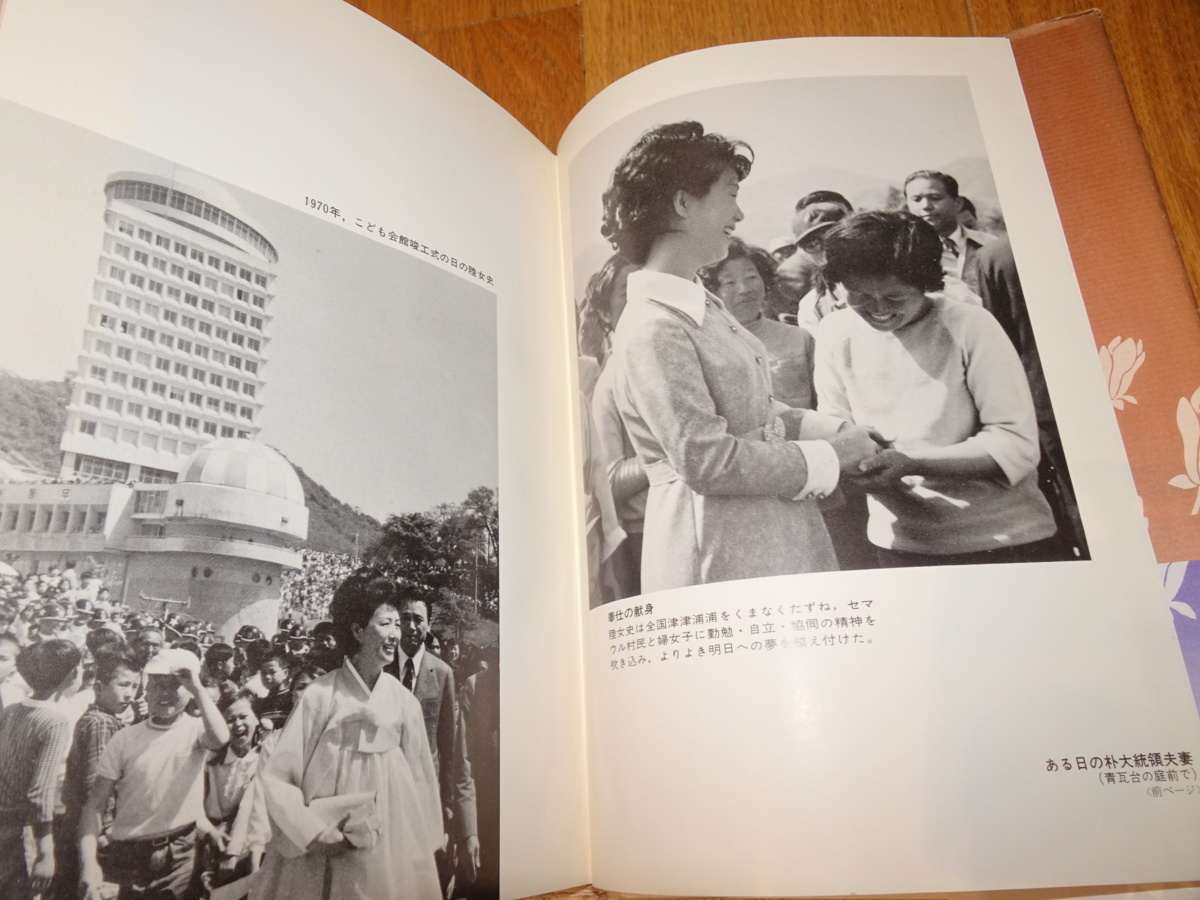 1970年，こども会館竣工式の日の陸女史
奉仕の献身
陸女史は全国津津浦浦をくまなくたずね，セマ
ウル村民と婦女子に勤勉・自立・協同の精神を
吹き込み，よりよき明日への夢を植え付けた。
ある日の朴大統領夫妻
（青瓦台の庭前で）
〈前ページ〉